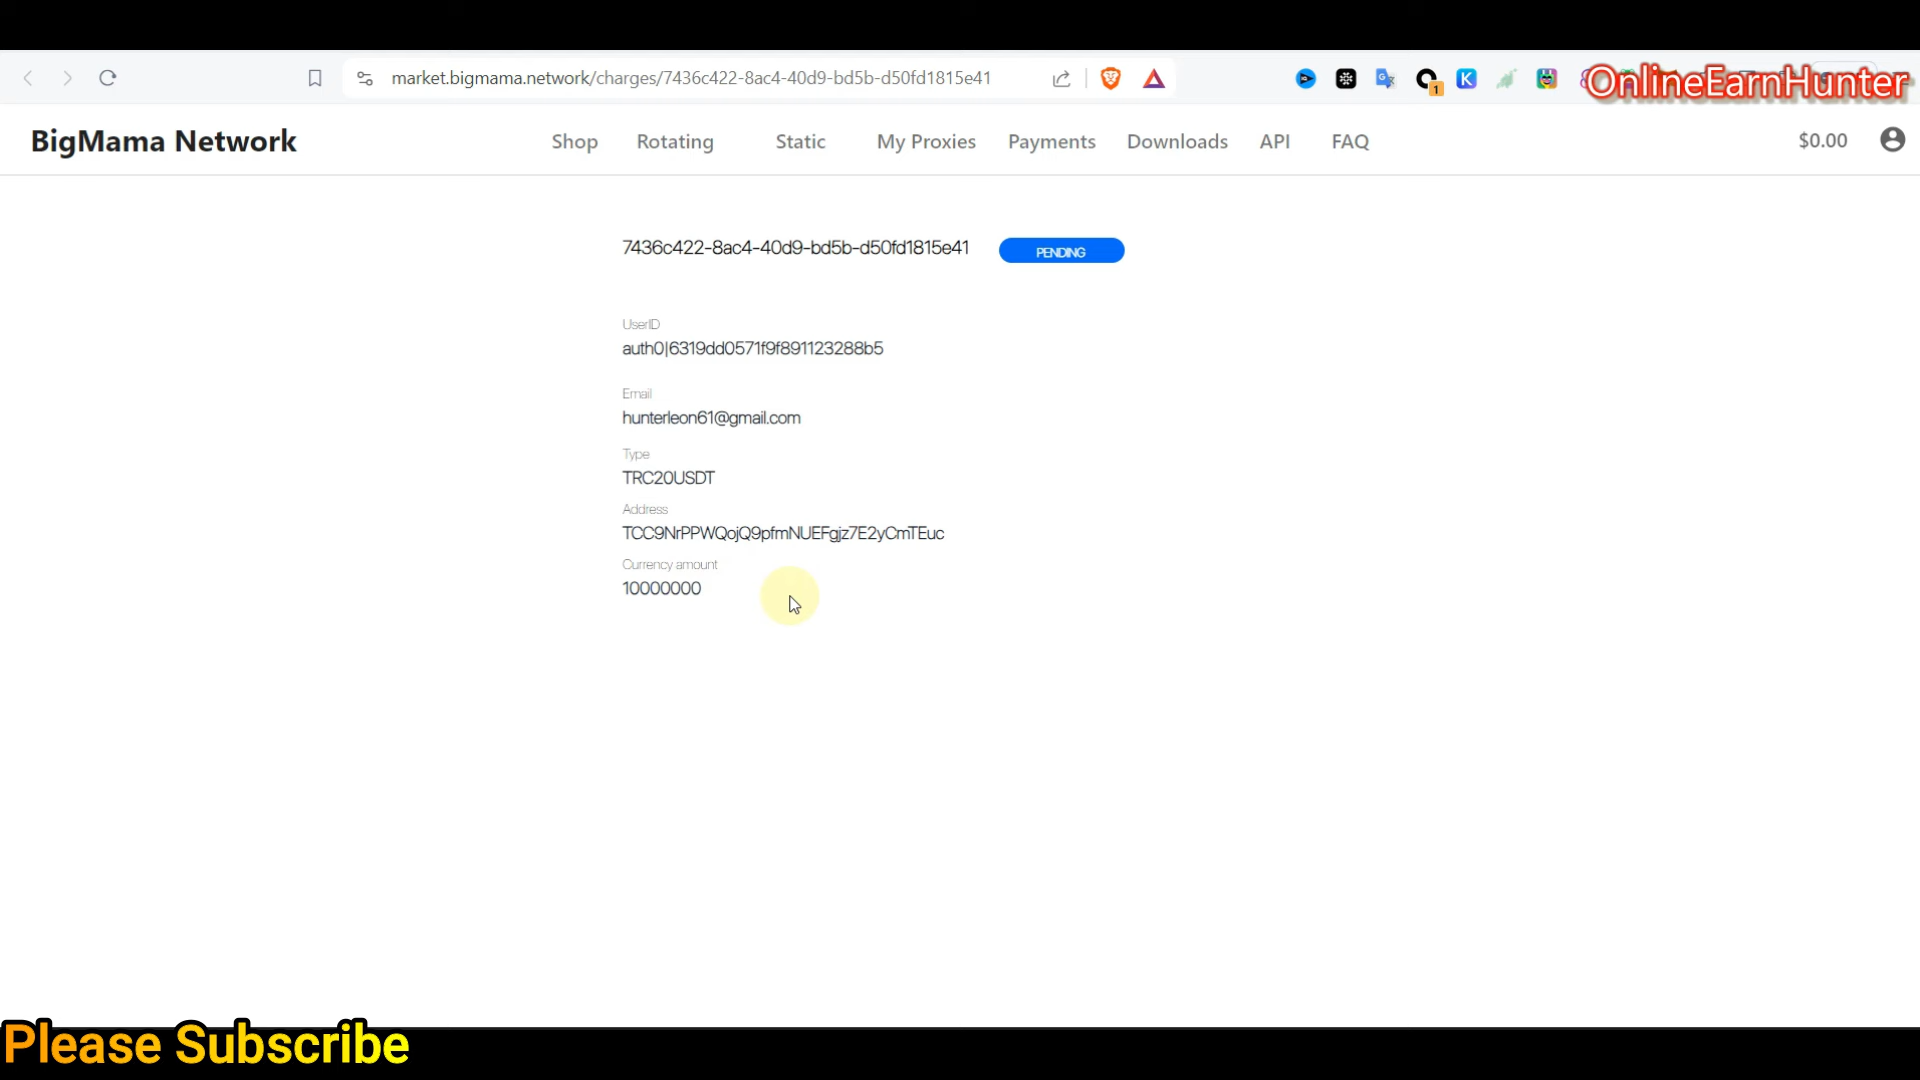 market.bigmama.network/charges/7436c422-8ac4-40d9-bd5b-d50fd1815e41
1
OnlineEarnHunter
BigMama Network
Shop Rotating Static My Proxies Payments Downloads API FAQ
$0.00
7436c422-8ac4-40d9-bd5b-d50fd1815e41 PENDING
UserID
auth0|6319dd0571f9f891123288b5
Email
hunterleon61@gmail.com
Type
TRC20USDT
Address
TCC9NrPPWQojQ9pfmNUEFgjz7E2yCmTEuc
Currency amount
10000000
Please Subscribe